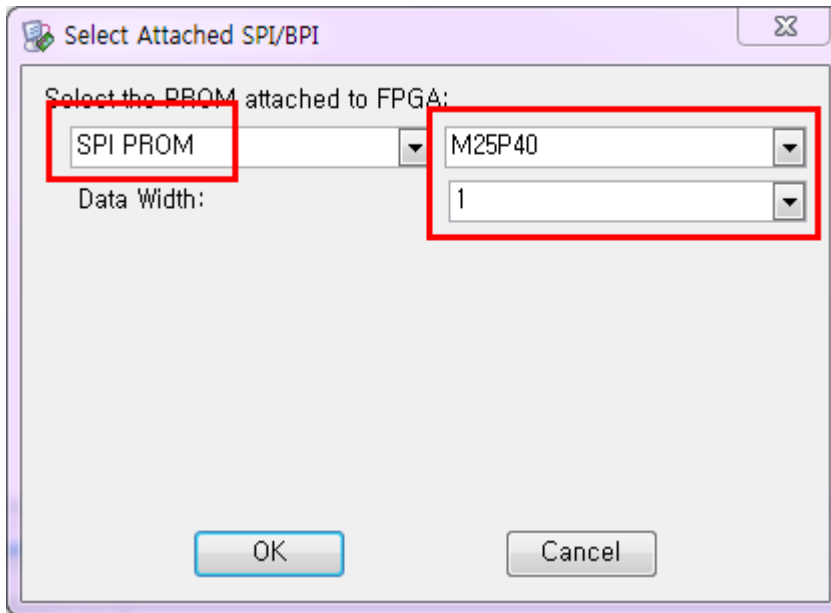 Select Attached SPI/BPI
Select the PROM attached to FPGA:
SPI PROM M25P40
Data Width: 1
OK Cancel